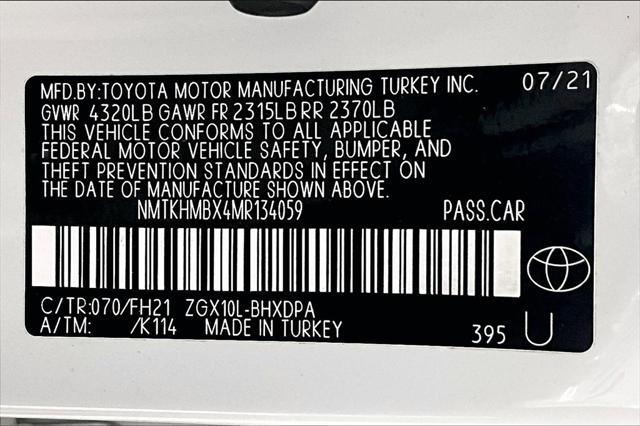 MFD.BY:TOYOTA MOTOR MANUFACTURING TURKEY INC. 07/21
GVWR 4320LB GAWR FR 2315LB RR 2370LB
THIS VEHICLE CONFORMS TO ALL APPLICABLE
FEDERAL MOTOR VEHICLE SAFETY, BUMPER, AND
THEFT PREVENTION STANDARDS IN EFFECT ON
THE DATE OF MANUFACTURE SHOWN ABOVE.
NMTKHMBX4MR134059 PASS.CAR
C/TR:070/FH21 ZGX10L-BHXDPA
A/TM: /K114 MADE IN TURKEY 395 U